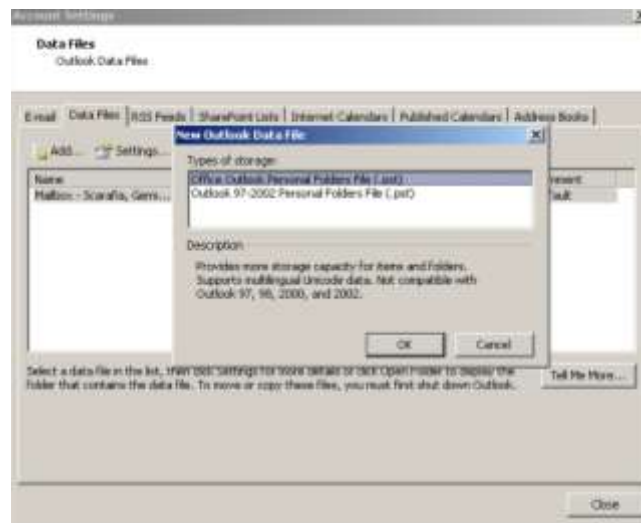 Account Settings
Data Files
Outlook Data Files
E-mail Data Files RSS Feeds SharePoint Lists Internet Calendars Published Calendars Address Books
New Outlook Data File
Add... Settings...
Types of storage:
Name
Office Outlook Personal Folders File (.pst)
Mailbox - Scarafia, Gem...
Outlook 97-2002 Personal Folders File (.pst)
Description
Provides more storage capacity for items and folders.
Supports multilingual Unicode data. Not compatible with
Outlook 97, 98, 2000, and 2002.
OK Cancel
Select a data file in the list, then click Settings for more details or click Open Folder to display the
folder that contains the data file. To move or copy these files, you must first shut down Outlook.
Tell Me More...
Close